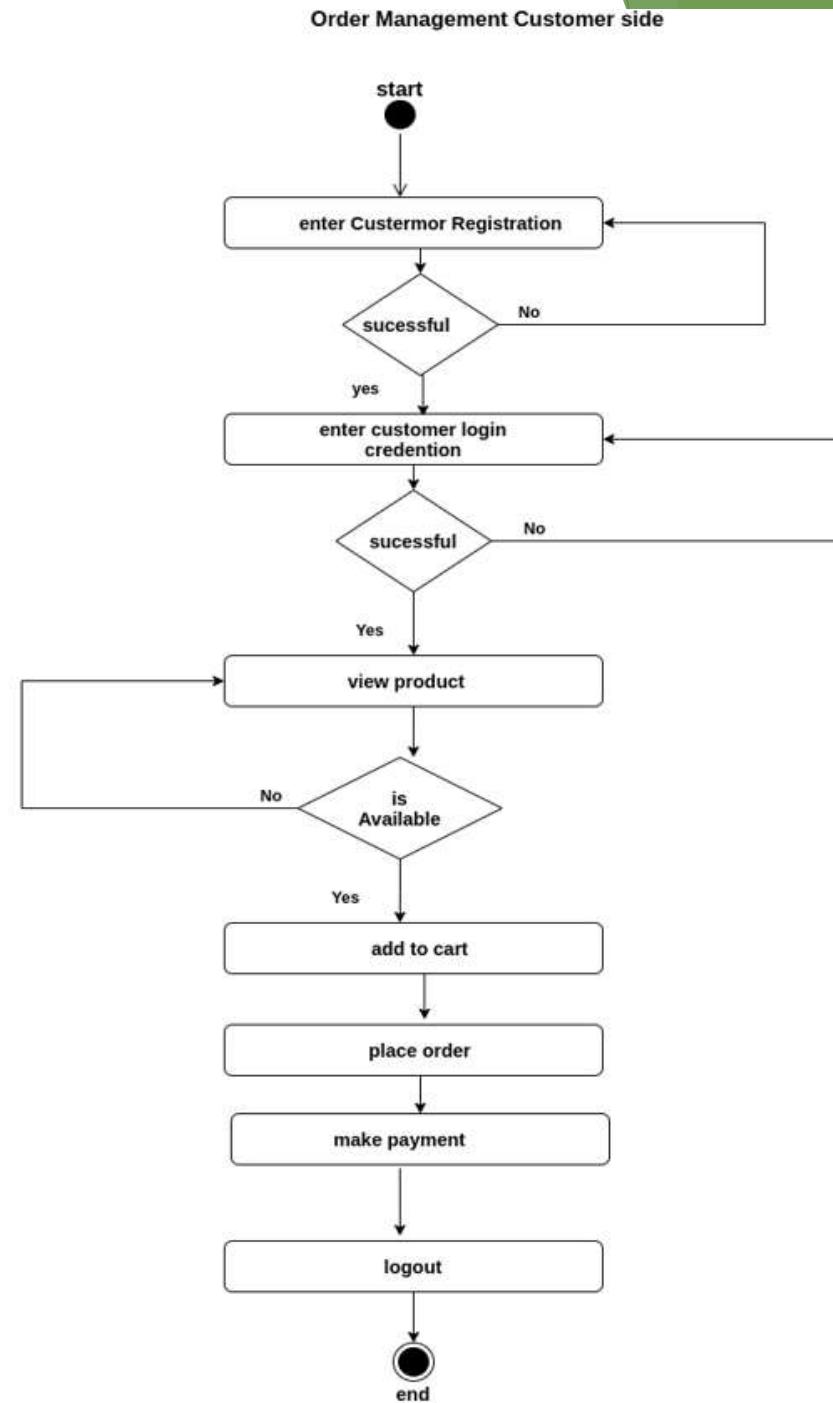 Order Management Customer side
start
enter Custermor Registration
sucessful
No
yes
enter customer login
credention
sucessful
No
Yes
view product
No
is
Available
Yes
add to cart
place order
make payment
logout
end